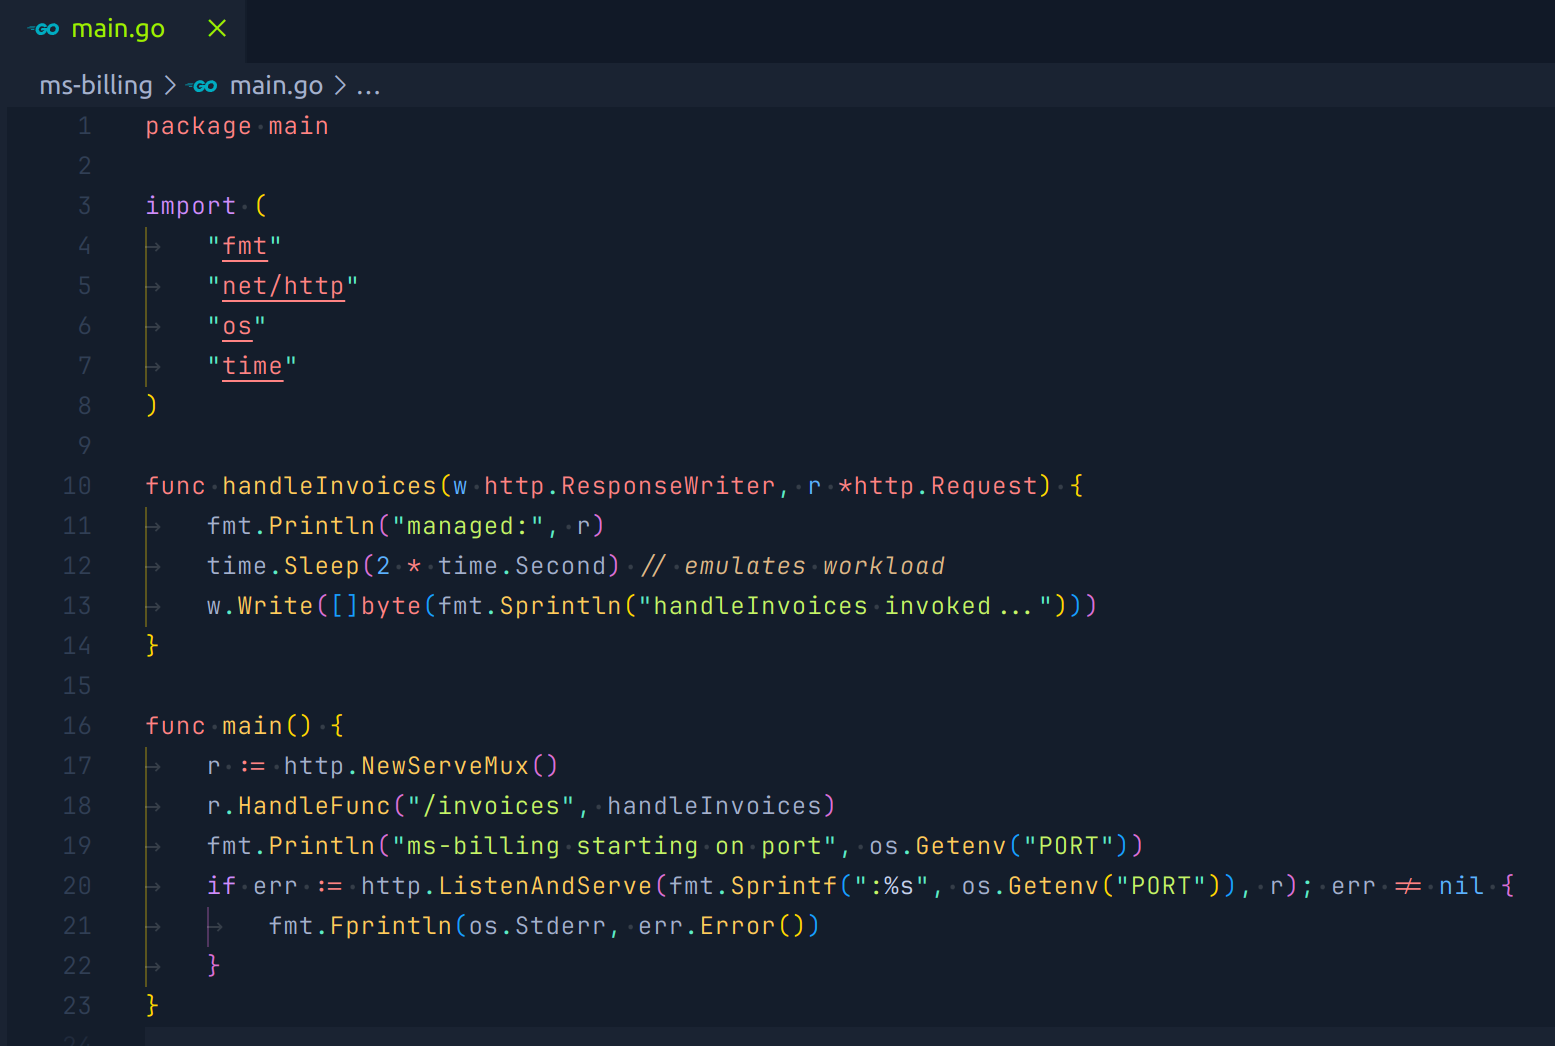 GO main.go ×
ms-billing > GO main.go > ...
1 package main
2
3 import (
4 "fmt"
5 "net/http"
6 "os"
7 "time"
8 )
9
10 func handleInvoices(w http.ResponseWriter, r *http.Request) {
11 fmt.Println("managed:", r)
12 time.Sleep(2 * time.Second) // emulates workload
13 w.Write([]byte(fmt.Sprintln("handleInvoices invoked...")))
14 }
15
16 func main() {
17 r := http.NewServeMux()
18 r.HandleFunc("/invoices", handleInvoices)
19 fmt.Println("ms-billing starting on port", os.Getenv("PORT"))
20 if err := http.ListenAndServe(fmt.Sprintf(":%s", os.Getenv("PORT")), r); err != nil {
21 fmt.Fprintln(os.Stderr, err.Error())
22 }
23 }
24